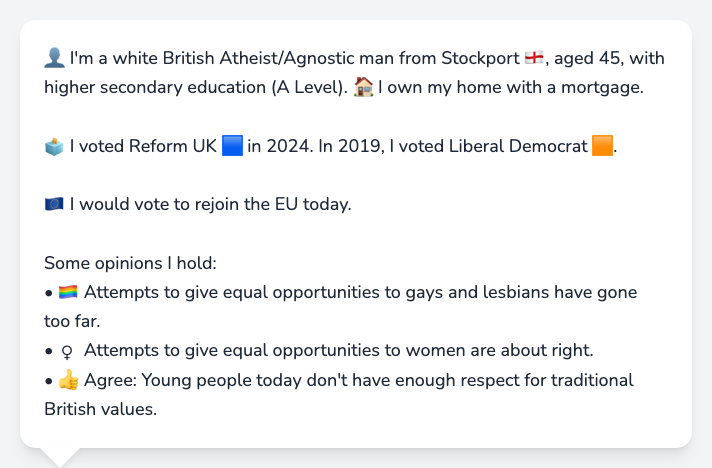 👤 I'm a white British Atheist/Agnostic man from Stockport 🏴󠁧󠁢󠁥󠁮󠁧󠁿, aged 45, with
higher secondary education (A Level). 🏠 I own my home with a mortgage.
🗳️ I voted Reform UK 🟦 in 2024. In 2019, I voted Liberal Democrat 🟧.
🇪🇺 I would vote to rejoin the EU today.
Some opinions I hold:
• 🏳️‍🌈 Attempts to give equal opportunities to gays and lesbians have gone
too far.
• ♀ Attempts to give equal opportunities to women are about right.
• 👍 Agree: Young people today don't have enough respect for traditional
British values.